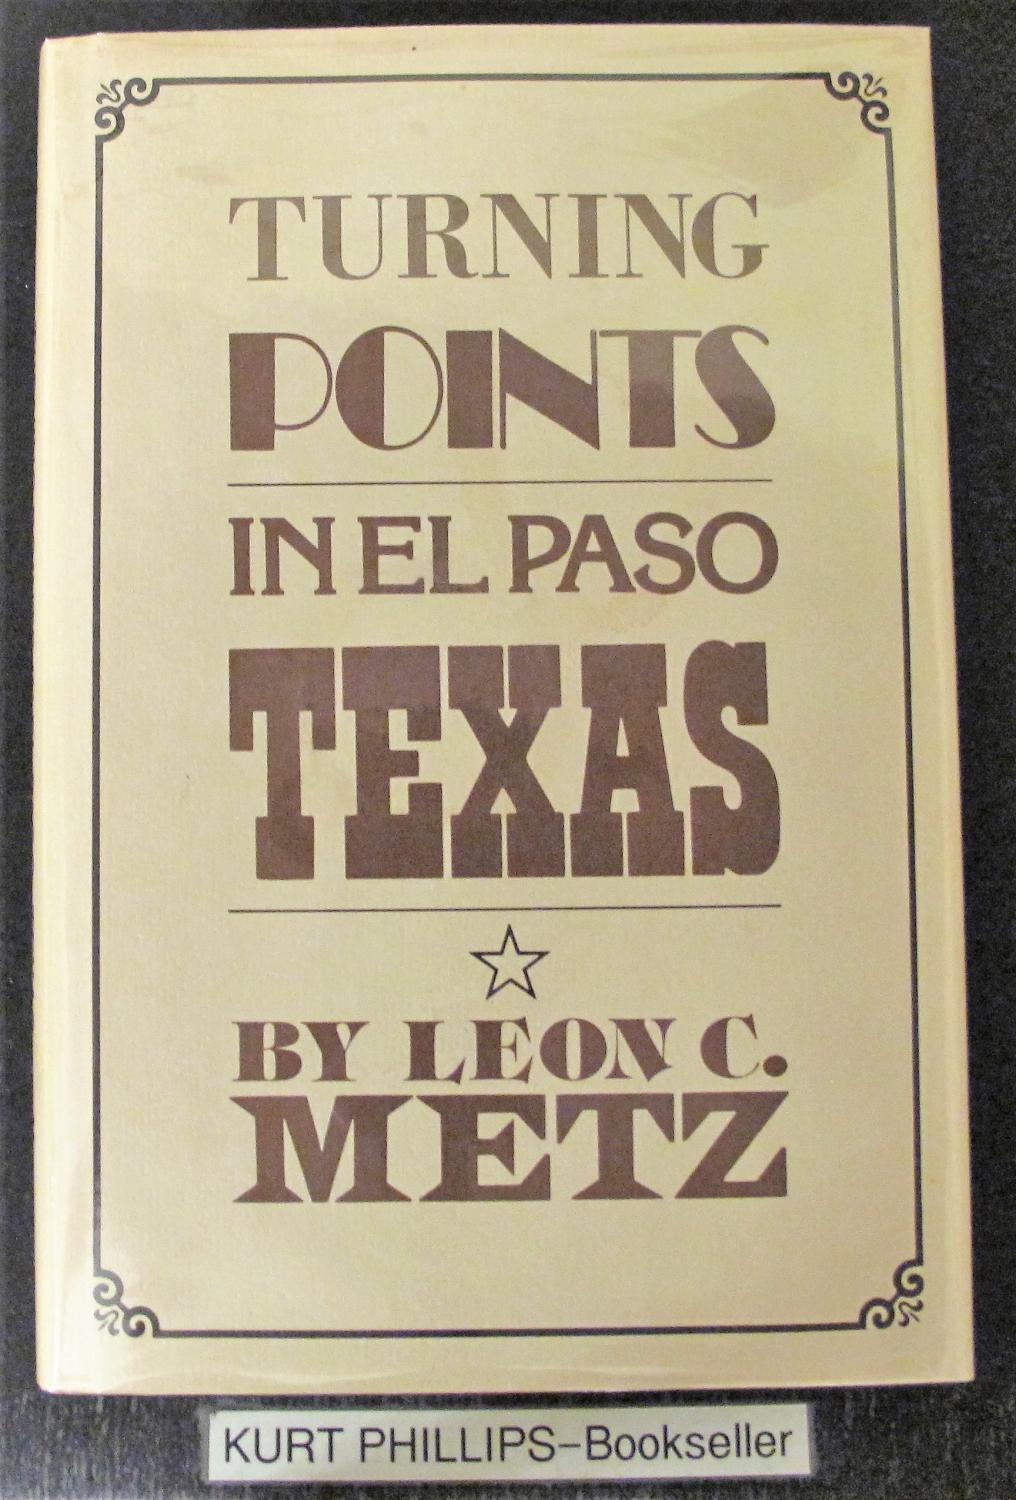 TURNING
POINTS
IN EL PASO
TEXAS
BY LEON C.
METZ
KURT PHILLIPS-Bookseller